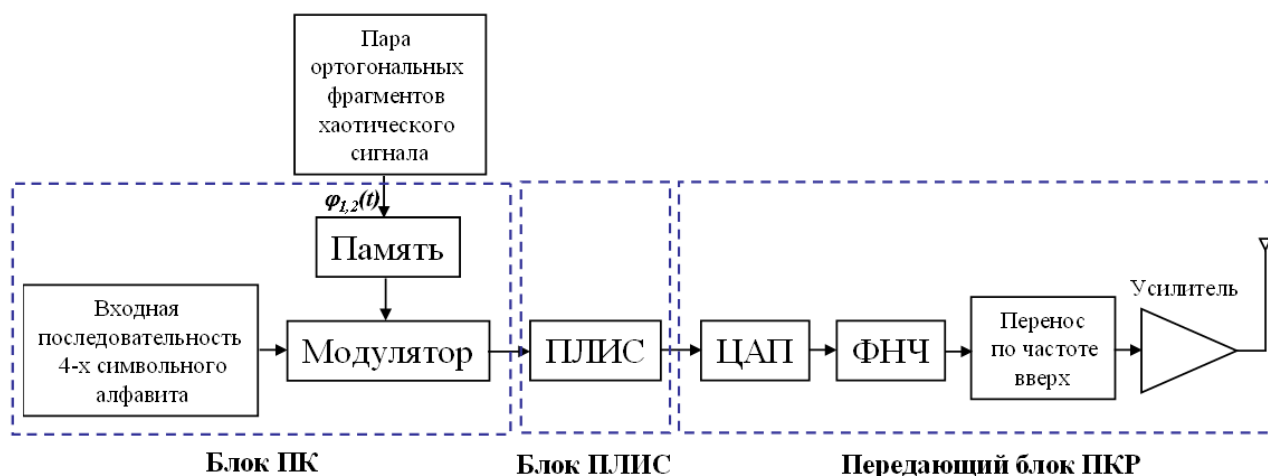 Пара
ортогональных
фрагментов
хаотического
сигнала
φ1,2(t)
Память
Входная
последовательность
4-х символьного
алфавита
Модулятор
ПЛИС
ЦАП
ФНЧ
Перенос
по частоте
вверх
Усилитель
Блок ПК
Блок ПЛИС
Передающий блок ПКР